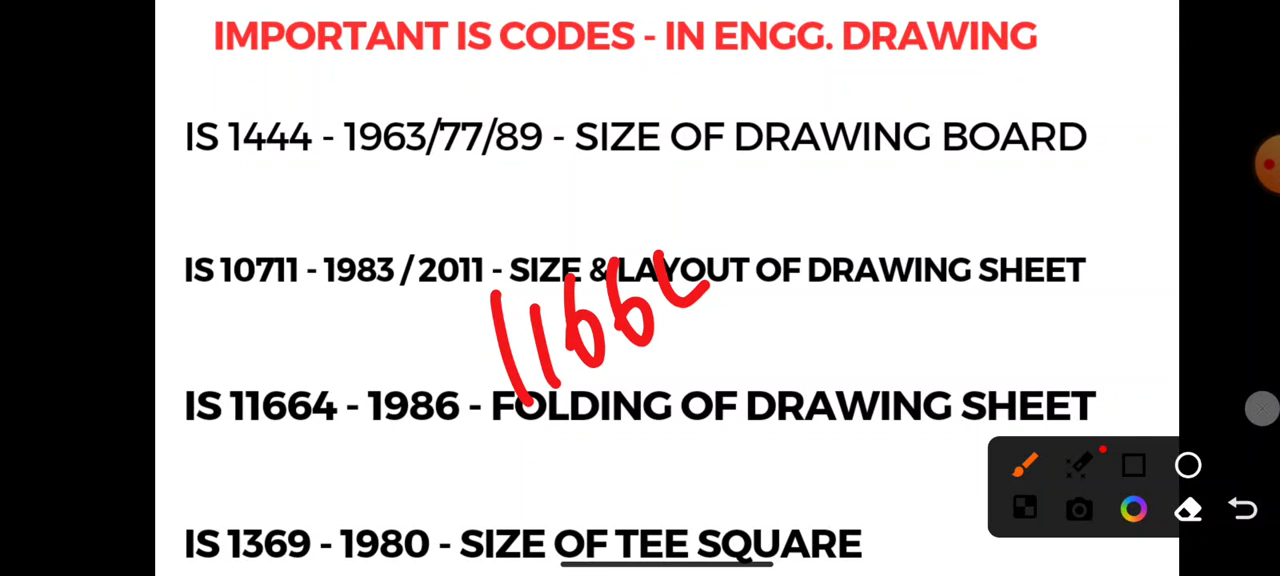 IMPORTANT IS CODES - IN ENGG. DRAWING
IS 1444 - 1963/77/89 - SIZE OF DRAWING BOARD
IS 10711 - 1983 / 2011 - SIZE & LAYOUT OF DRAWING SHEET
1166
IS 11664 - 1986 - FOLDING OF DRAWING SHEET
IS 1369 - 1980 - SIZE OF TEE SQUARE